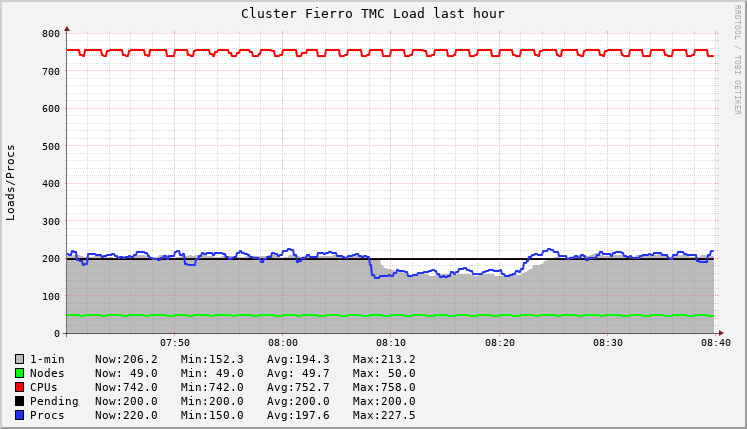 Cluster Fierro TMC Load last hour
RRDTOOL / TOBI OETIKER
Loads/Procs
800
700
600
500
400
300
200
100
0
07:50 08:00 08:10 08:20 08:30 08:40
1-min Now:206.2 Min:152.3 Avg:194.3 Max:213.2
Nodes Now: 49.0 Min: 49.0 Avg: 49.7 Max: 50.0
CPUs Now:742.0 Min:742.0 Avg:752.7 Max:758.0
Pending Now:200.0 Min:200.0 Avg:200.0 Max:200.0
Procs Now:220.0 Min:150.0 Avg:197.6 Max:227.5